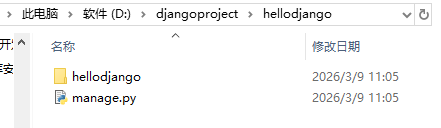 此电脑 › 软件 (D:) › djangoproject › hellodjango
名称 修改日期
hellodjango 2026/3/9 11:05
manage.py 2026/3/9 11:05